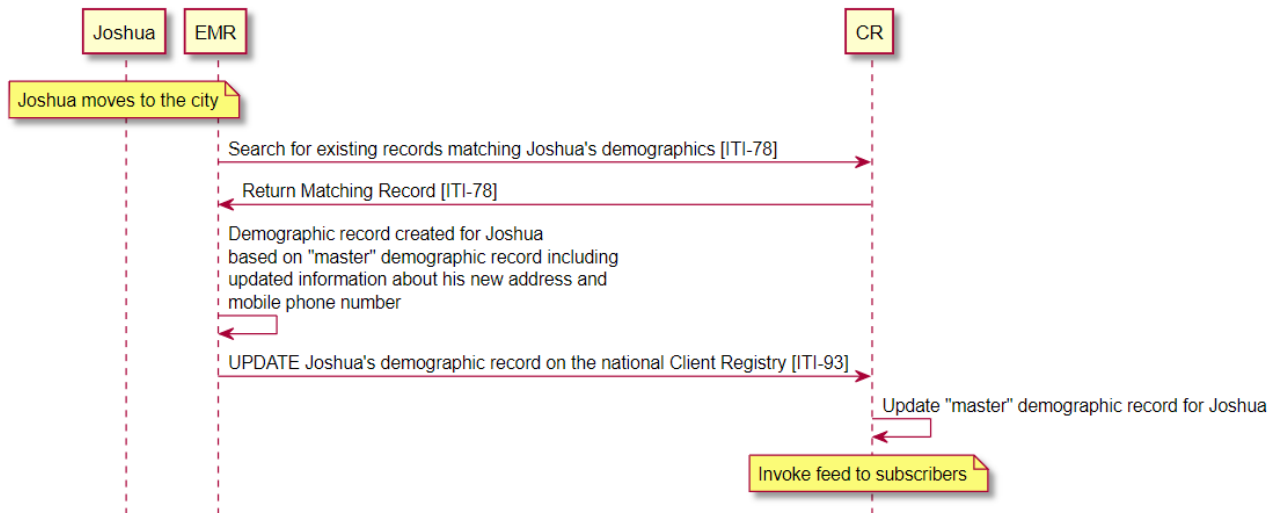 Joshua
EMR
CR
Joshua moves to the city
Search for existing records matching Joshua's demographics [ITI-78]
Return Matching Record [ITI-78]
Demographic record created for Joshua
based on "master" demographic record including
updated information about his new address and
mobile phone number
UPDATE Joshua's demographic record on the national Client Registry [ITI-93]
Update "master" demographic record for Joshua
Invoke feed to subscribers